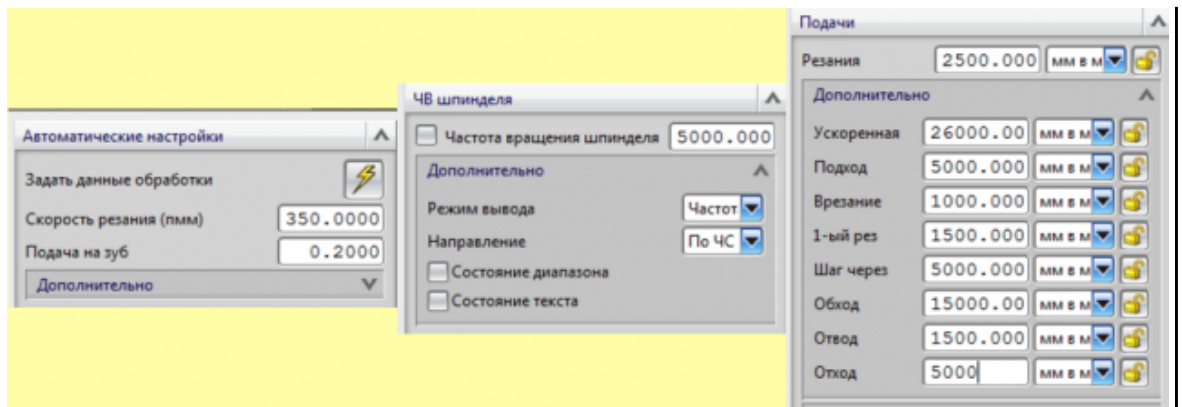 Автоматические настройки
Задать данные обработки
Скорость резания (пмм) 350.0000
Подача на зуб 0.2000
Дополнительно
ЧВ шпинделя
Частота вращения шпинделя 5000.000
Дополнительно
Режим вывода Частот
Направление По ЧС
Состояние диапазона
Состояние текста
Подачи
Резания 2500.000 мм в м
Дополнительно
Ускоренная 26000.00 мм в м
Подход 5000.000 мм в м
Врезание 1000.000 мм в м
1-ый рез 1500.000 мм в м
Шаг через 5000.000 мм в м
Обход 15000.00 мм в м
Отвод 1500.000 мм в м
Отход 5000 мм в м